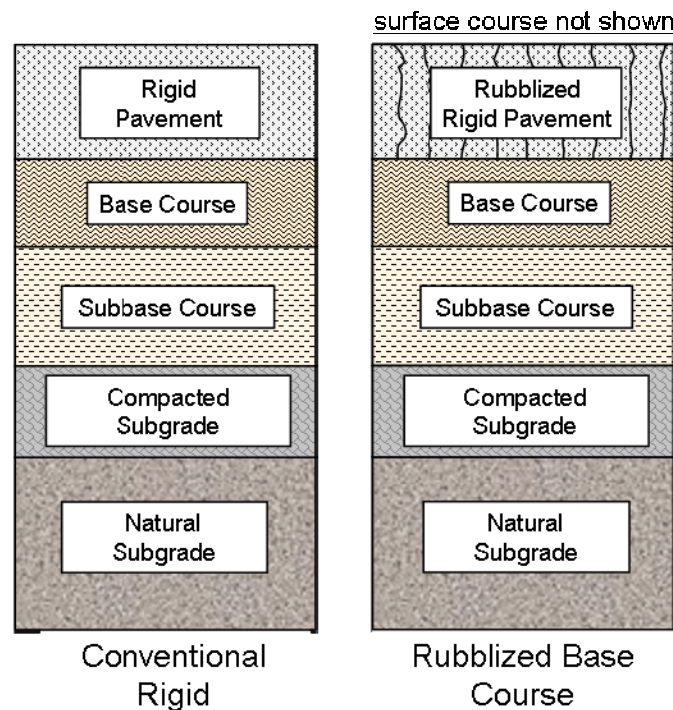 surface course not shown
Rigid
Pavement
Base Course
Subbase Course
Compacted
Subgrade
Natural
Subgrade
Conventional
Rigid
Rubblized
Rigid Pavement
Base Course
Subbase Course
Compacted
Subgrade
Natural
Subgrade
Rubblized Base
Course